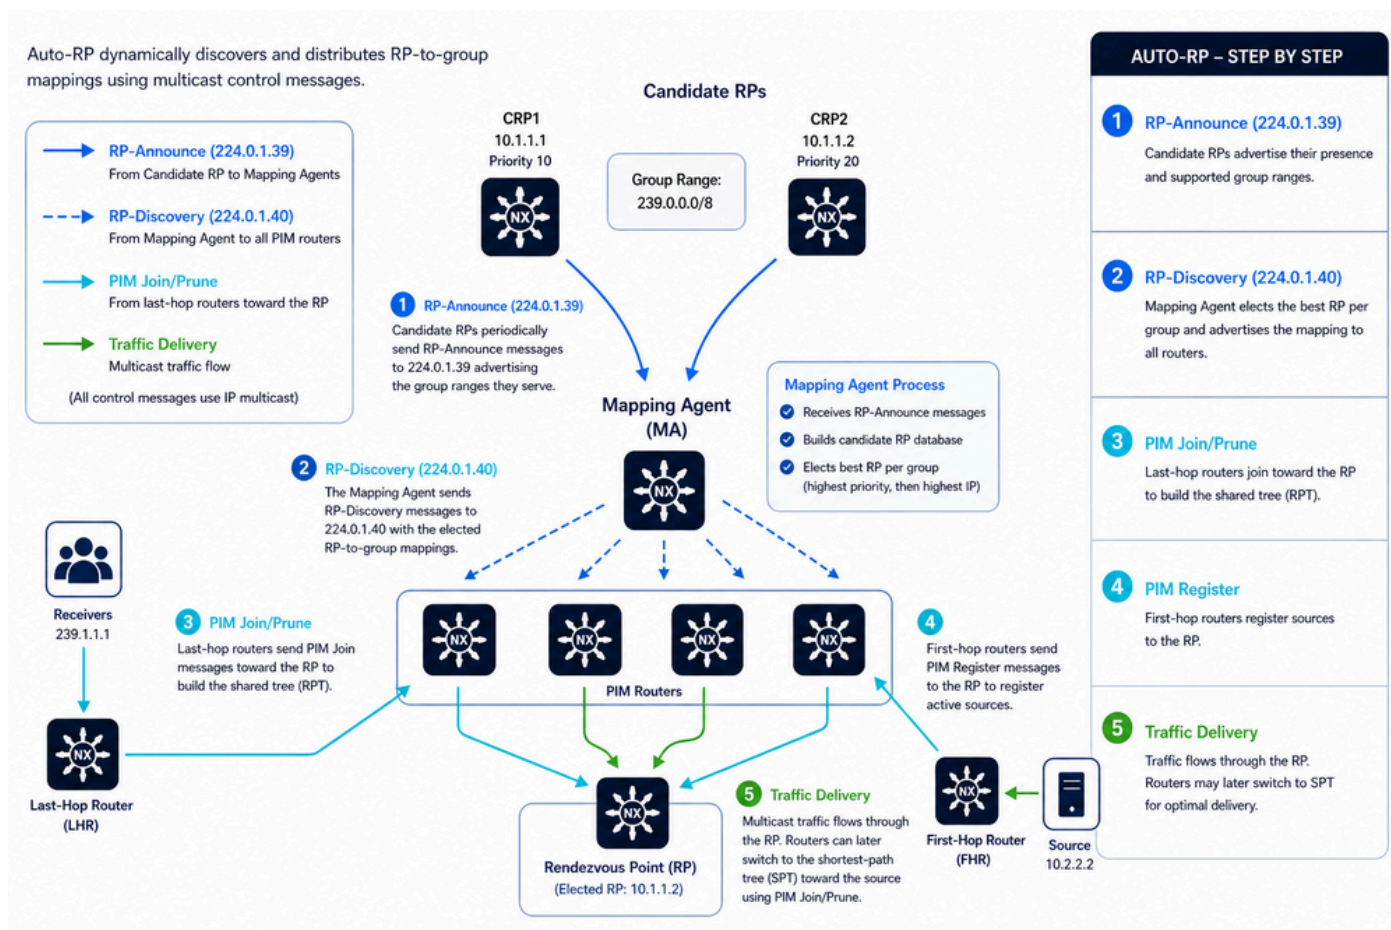 Auto-RP dynamically discovers and distributes RP-to-group
mappings using multicast control messages.
RP-Announce (224.0.1.39)
From Candidate RP to Mapping Agents
RP-Discovery (224.0.1.40)
From Mapping Agent to all PIM routers
PIM Join/Prune
From last-hop routers toward the RP
Traffic Delivery
Multicast traffic flow
(All control messages use IP multicast)
Candidate RPs
CRP1
10.1.1.1
Priority 10
NX
Group Range:
239.0.0.0/8
CRP2
10.1.1.2
Priority 20
NX
1 RP-Announce (224.0.1.39)
Candidate RPs periodically
send RP-Announce messages
to 224.0.1.39 advertising
the group ranges they serve.
Mapping Agent
(MA)
NX
Mapping Agent Process
Receives RP-Announce messages
Builds candidate RP database
Elects best RP per group
(highest priority, then highest IP)
2 RP-Discovery (224.0.1.40)
The Mapping Agent sends
RP-Discovery messages to
224.0.1.40 with the elected
RP-to-group mappings.
Receivers
239.1.1.1
3 PIM Join/Prune
Last-hop routers send PIM Join
messages toward the RP to
build the shared tree (RPT).
NX
NX
NX
NX
PIM Routers
4
First-hop routers send
PIM Register messages
to the RP to register
active sources.
NX
Last-Hop Router
(LHR)
NX
Rendezvous Point (RP)
(Elected RP: 10.1.1.2)
5 Traffic Delivery
Multicast traffic flows through
the RP. Routers can later
switch to the shortest-path
tree (SPT) toward the source
using PIM Join/Prune.
NX
First-Hop Router
(FHR)
Source
10.2.2.2
AUTO-RP – STEP BY STEP
1 RP-Announce (224.0.1.39)
Candidate RPs advertise their presence
and supported group ranges.
2 RP-Discovery (224.0.1.40)
Mapping Agent elects the best RP per
group and advertises the mapping to
all routers.
3 PIM Join/Prune
Last-hop routers join toward the RP
to build the shared tree (RPT).
4 PIM Register
First-hop routers register sources
to the RP.
5 Traffic Delivery
Traffic flows through the RP.
Routers may later switch to SPT
for optimal delivery.